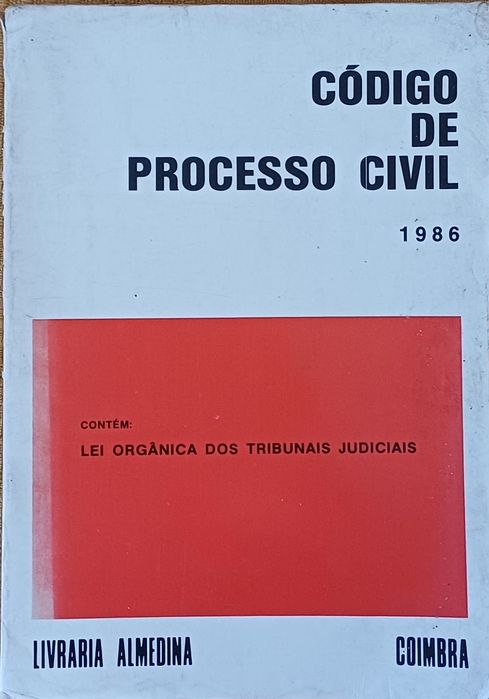 CÓDIGO
DE
PROCESSO CIVIL
1986
CONTÉM:
LEI ORGÂNICA DOS TRIBUNAIS JUDICIAIS
LIVRARIA ALMEDINA COIMBRA